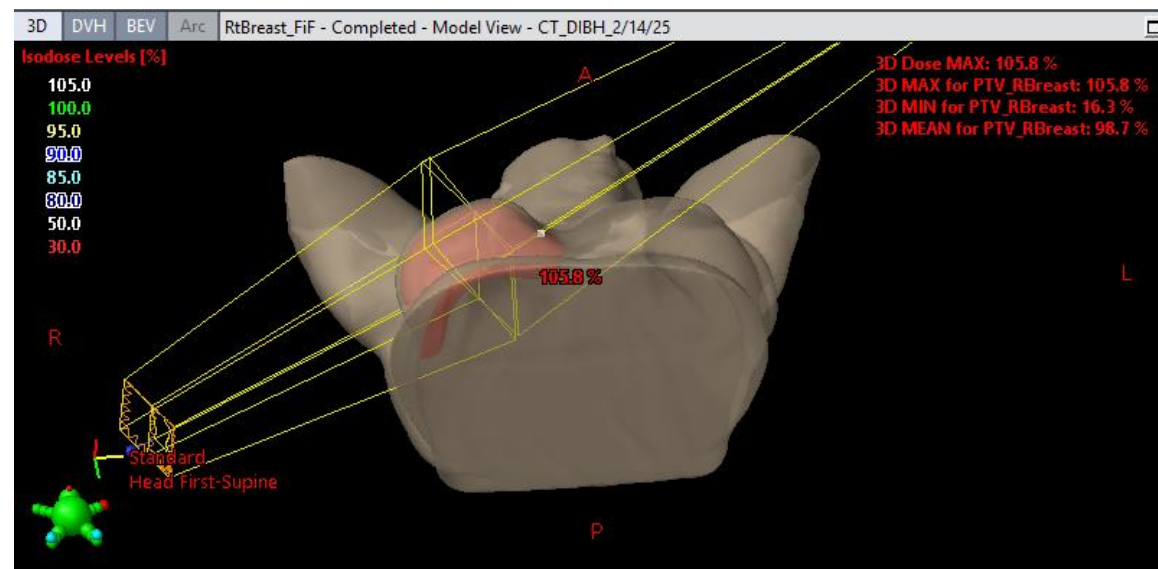 3D DVH BEV Arc RtBreast_FiF - Completed - Model View - CT_DIBH_2/14/25
Isodose Levels [%]
105.0
100.0
95.0
90.0
85.0
80.0
50.0
30.0
3D Dose MAX: 105.8 %
3D MAX for PTV_RBreast: 105.8 %
3D MIN for PTV_RBreast: 16.3 %
3D MEAN for PTV_RBreast: 98.7 %
A
105.8 %
L
R
Standard
Head First-Supine
P